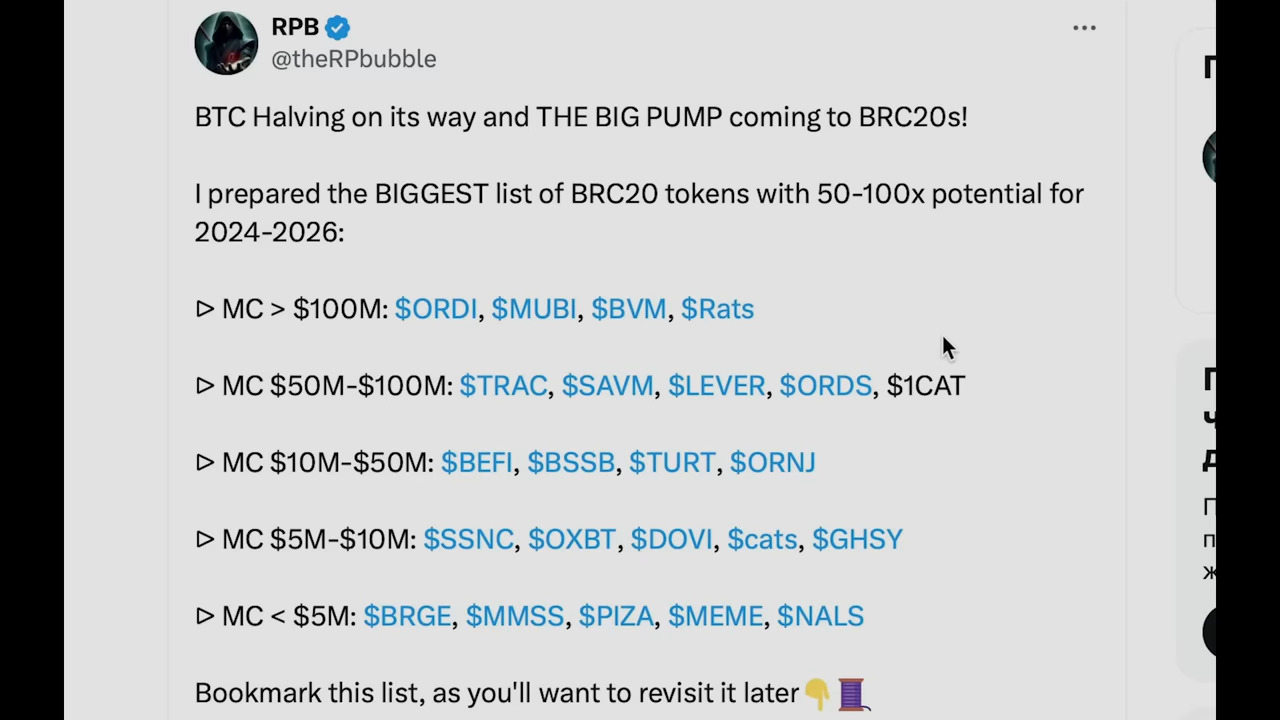 RPB
@theRPbubble
BTC Halving on its way and THE BIG PUMP coming to BRC20s!
I prepared the BIGGEST list of BRC20 tokens with 50-100x potential for
2024-2026:
ᐅ MC > $100M: $ORDI, $MUBI, $BVM, $Rats
ᐅ MC $50M-$100M: $TRAC, $SAVM, $LEVER, $ORDS, $1CAT
ᐅ MC $10M-$50M: $BEFI, $BSSB, $TURT, $ORNJ
ᐅ MC $5M-$10M: $SSNC, $OXBT, $DOVI, $cats, $GHSY
ᐅ MC < $5M: $BRGE, $MMSS, $PIZA, $MEME, $NALS
Bookmark this list, as you'll want to revisit it later👇🧵